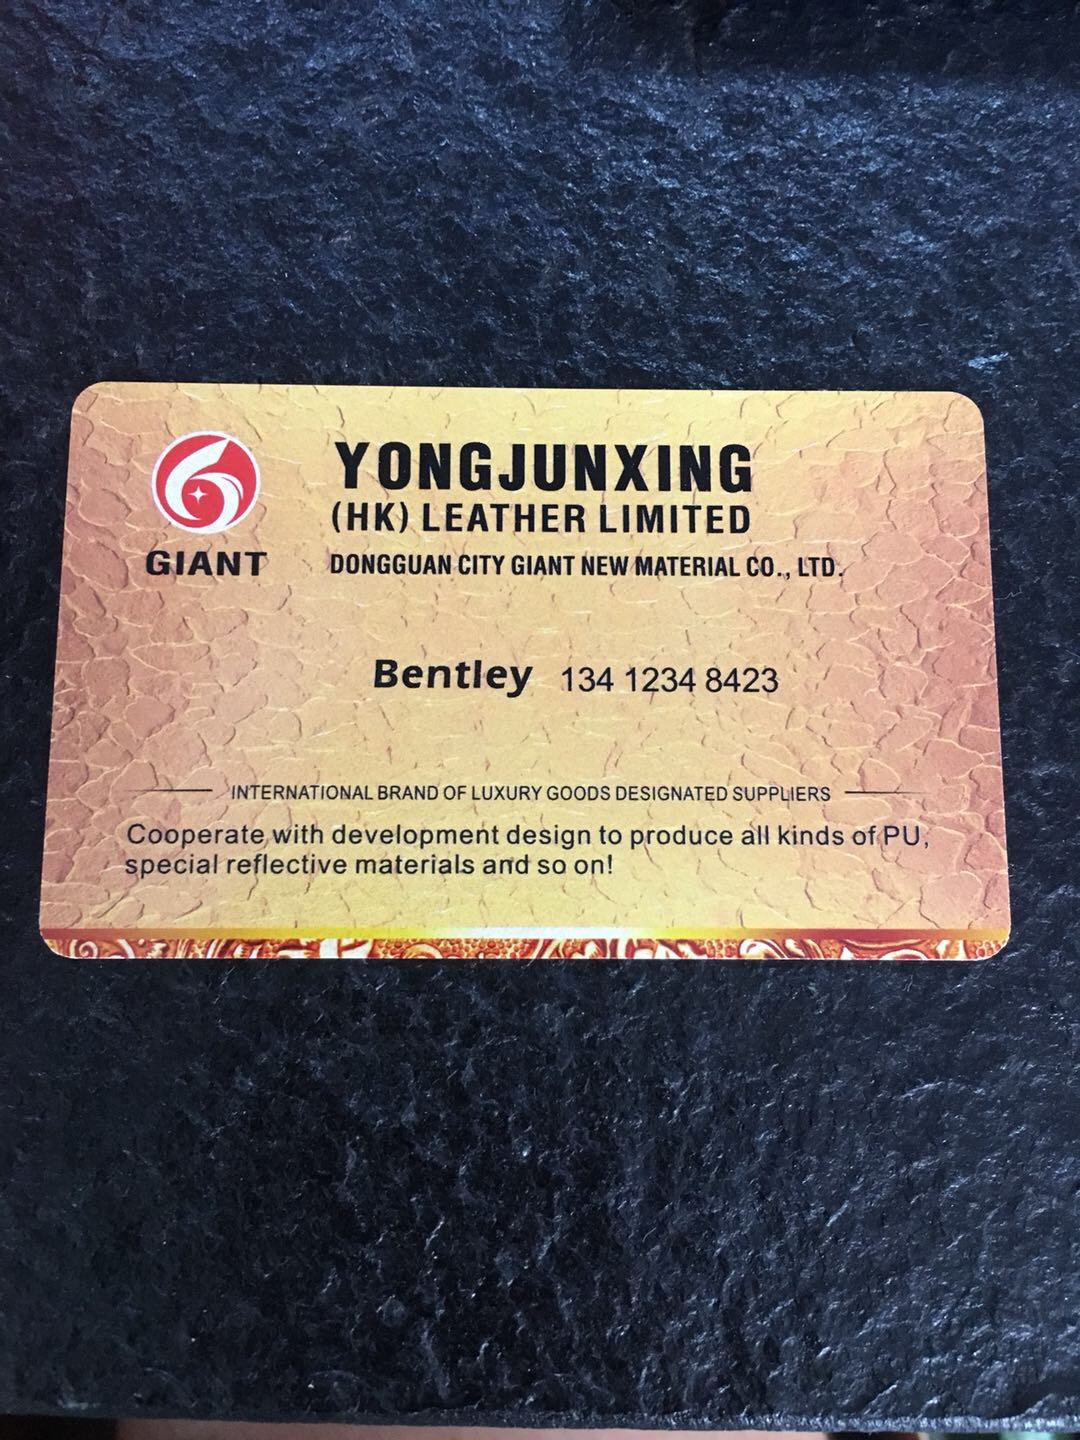 GIANT
YONGJUNXING
(HK) LEATHER LIMITED
DONGGUAN CITY GIANT NEW MATERIAL CO., LTD.
Bentley 134 1234 8423
INTERNATIONAL BRAND OF LUXURY GOODS DESIGNATED SUPPLIERS
Cooperate with development design to produce all kinds of PU,
special reflective materials and so on!